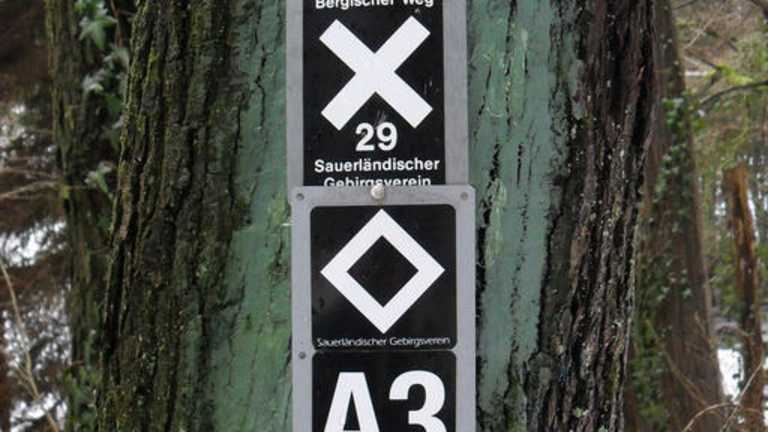 Bergischer Weg
29
Sauerländischer
Gebirgsverein
Sauerländischer Gebirgsverein
A3